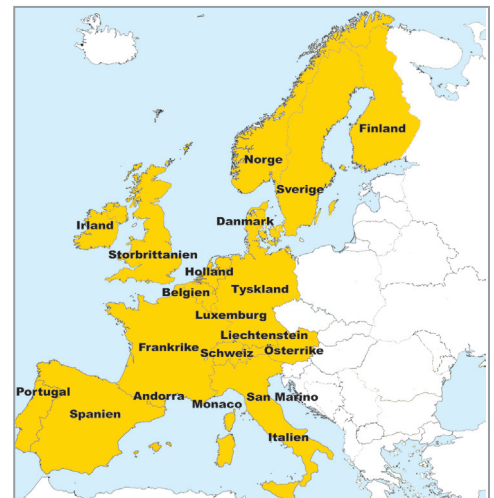 Finland
Norge
Sverige
Irland
Danmark
Storbrittanien
Holland
Belgien
Tyskland
Luxemburg
Liechtenstein
Frankrike
Schweiz
Österrike
Portugal
Andorra
Monaco
San Marino
Spanien
Italien